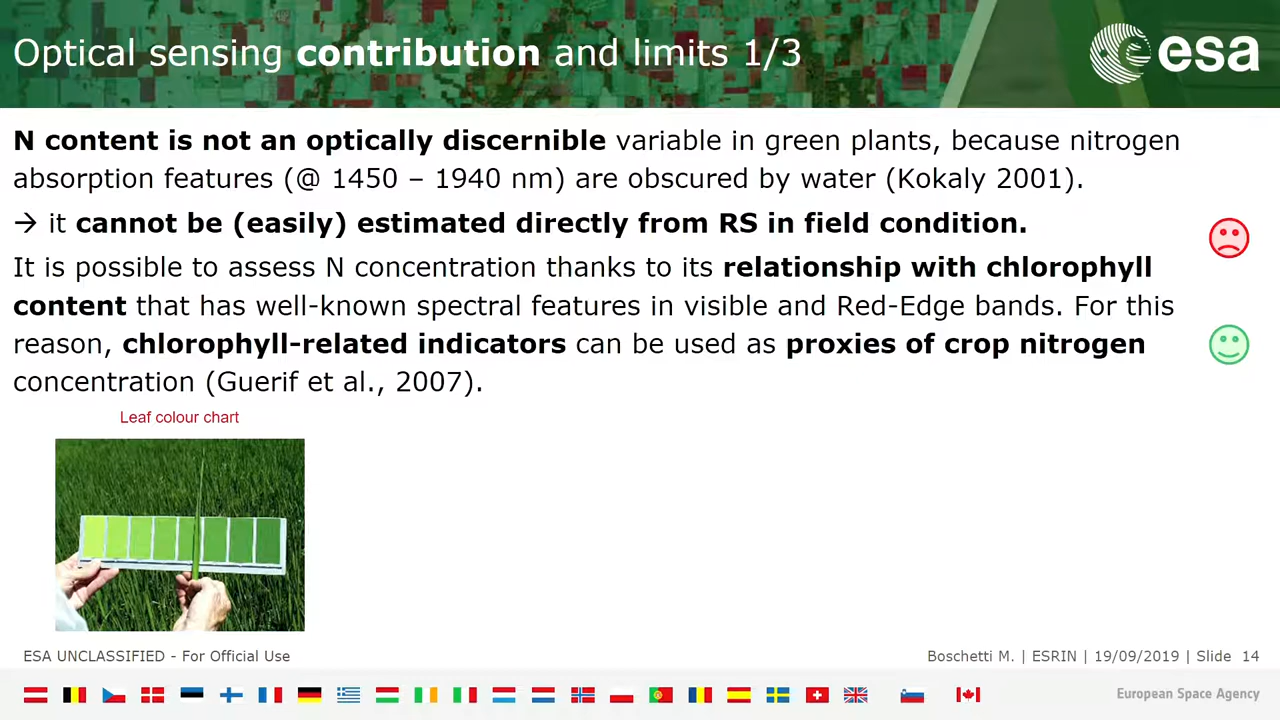 Optical sensing contribution and limits 1/3
esa
N content is not an optically discernible variable in green plants, because nitrogen
absorption features (@ 1450 – 1940 nm) are obscured by water (Kokaly 2001).
→ it cannot be (easily) estimated directly from RS in field condition.
It is possible to assess N concentration thanks to its relationship with chlorophyll
content that has well-known spectral features in visible and Red-Edge bands. For this
reason, chlorophyll-related indicators can be used as proxies of crop nitrogen
concentration (Guerif et al., 2007).
Leaf colour chart
ESA UNCLASSIFIED - For Official Use
Boschetti M. | ESRIN | 19/09/2019 | Slide 14
European Space Agency